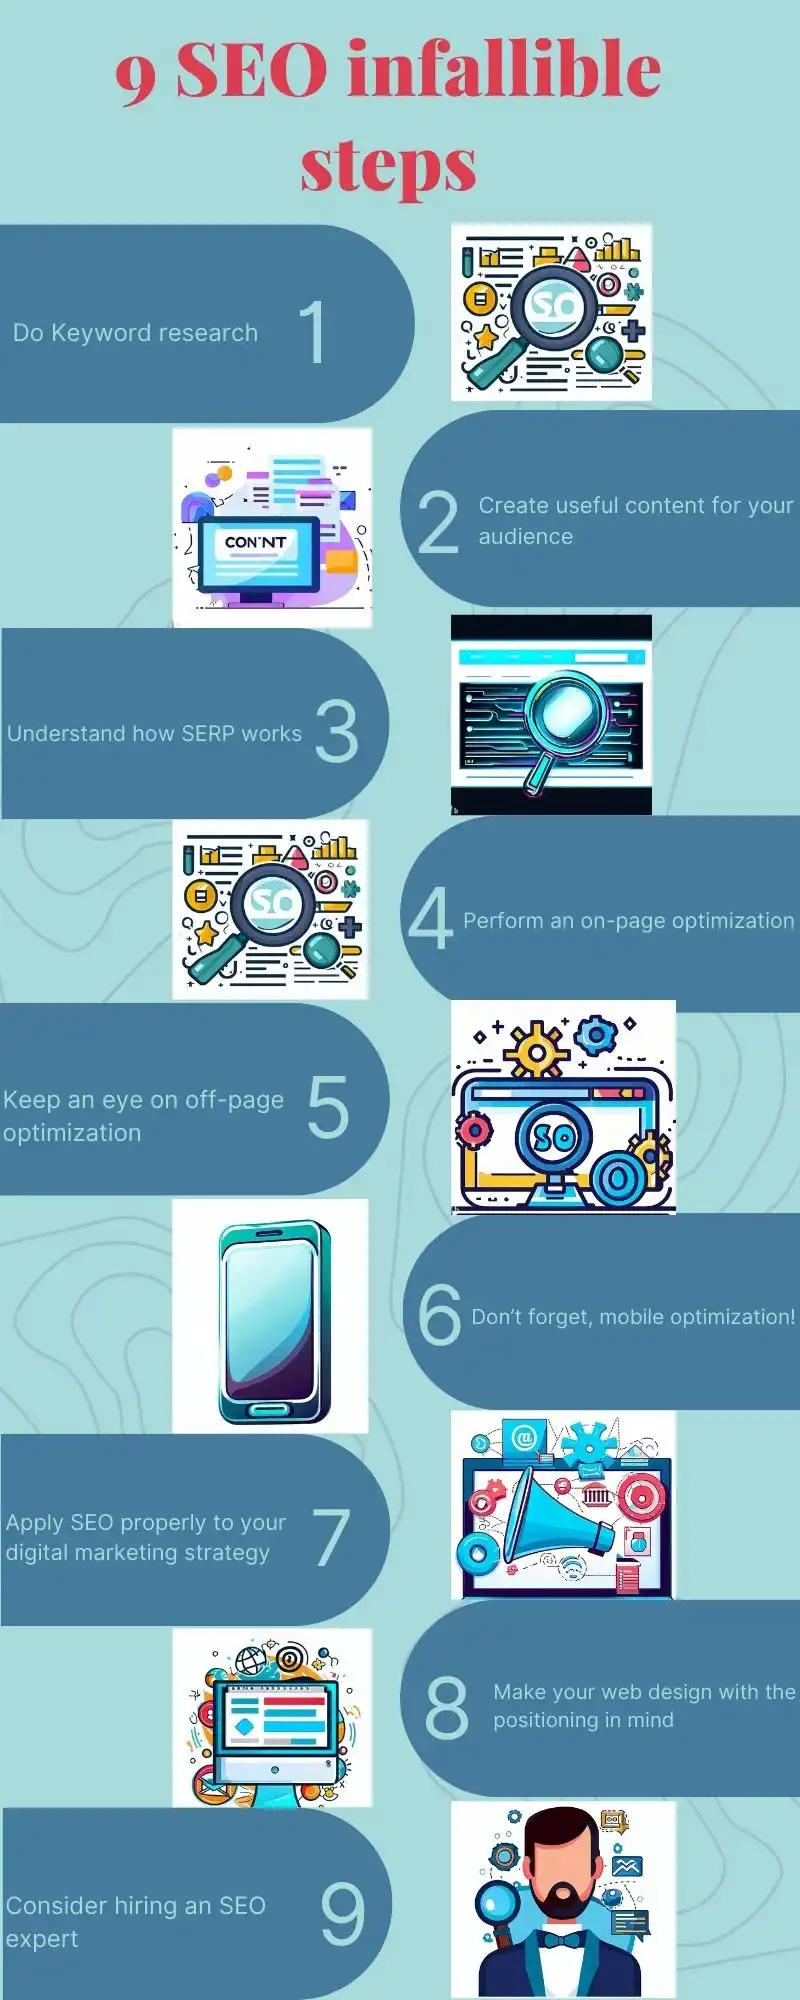 9 SEO infallible
steps
Do Keyword research
1
SO
2
Create useful content for your
audience
CON'NT
Understand how SERP works
3
SO
4
Perform an on-page optimization
Keep an eye on off-page
optimization
5
SO
6
Don’t forget, mobile optimization!
@
Apply SEO properly to your
digital marketing strategy
7
8
Make your web design with the
positioning in mind
Consider hiring an SEO
expert
9